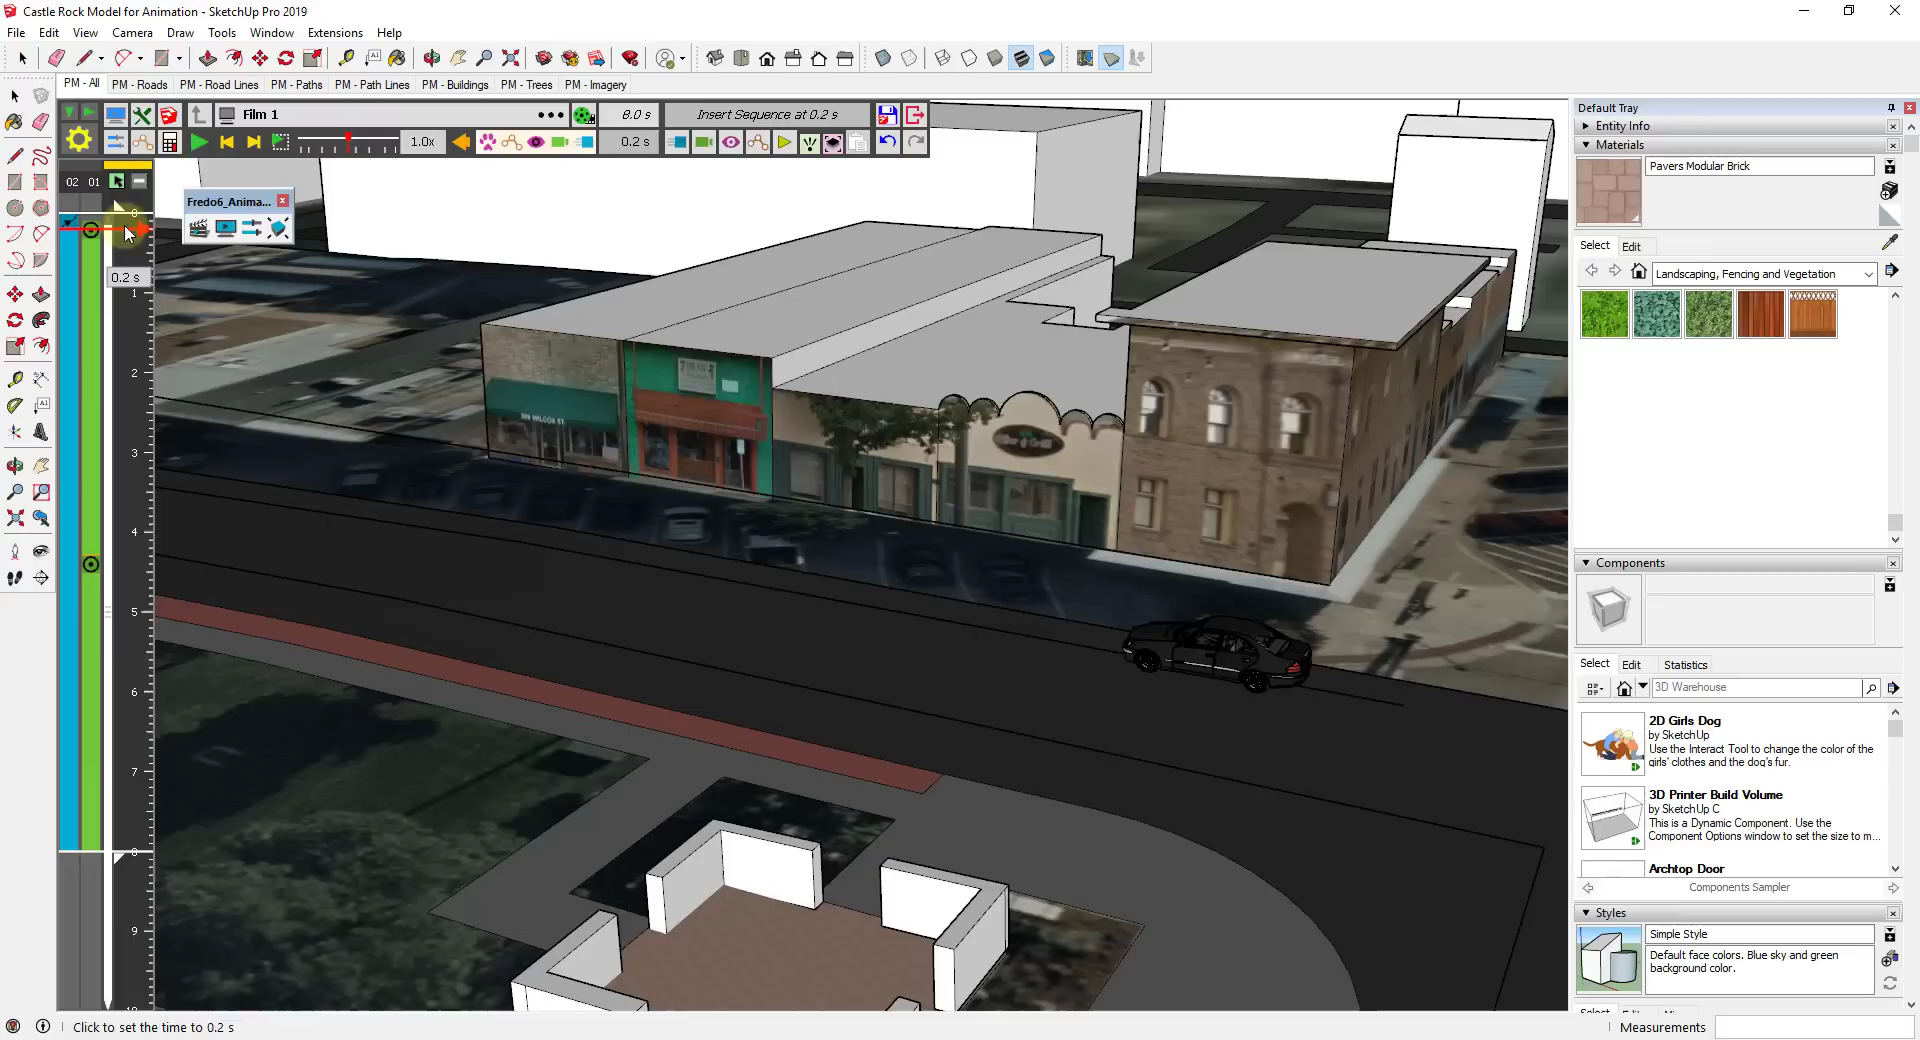 Castle Rock Model for Animation - SketchUp Pro 2019
File Edit View Camera Draw Tools Window Extensions Help
PM - All PM - Roads PM - Road Lines PM - Paths PM - Path Lines PM - Buildings PM - Trees PM - Imagery
Film 1 ••• 8.0 s Insert Sequence at 0.2 s
1.0x 0.2 s
02 01
Fredo6_Anima...
0
0.2 s
1
2
3
4
5
6
7
8
9
WILCOX ST.
Default Tray
Entity Info
Materials
Pavers Modular Brick
Select Edit
Landscaping, Fencing and Vegetation
Components
Select Edit Statistics
3D Warehouse
2D Girls Dog
by SketchUp
Use the Interact Tool to change the color of the
girls' clothes and the dog's fur.
3D Printer Build Volume
by SketchUp C
This is a Dynamic Component. Use the
Component Options window to set the size to m...
Archtop Door
Components Sampler
Styles
Simple Style
Default face colors. Blue sky and green
background color.
Select Edit
Click to set the time to 0.2 s
Measurements